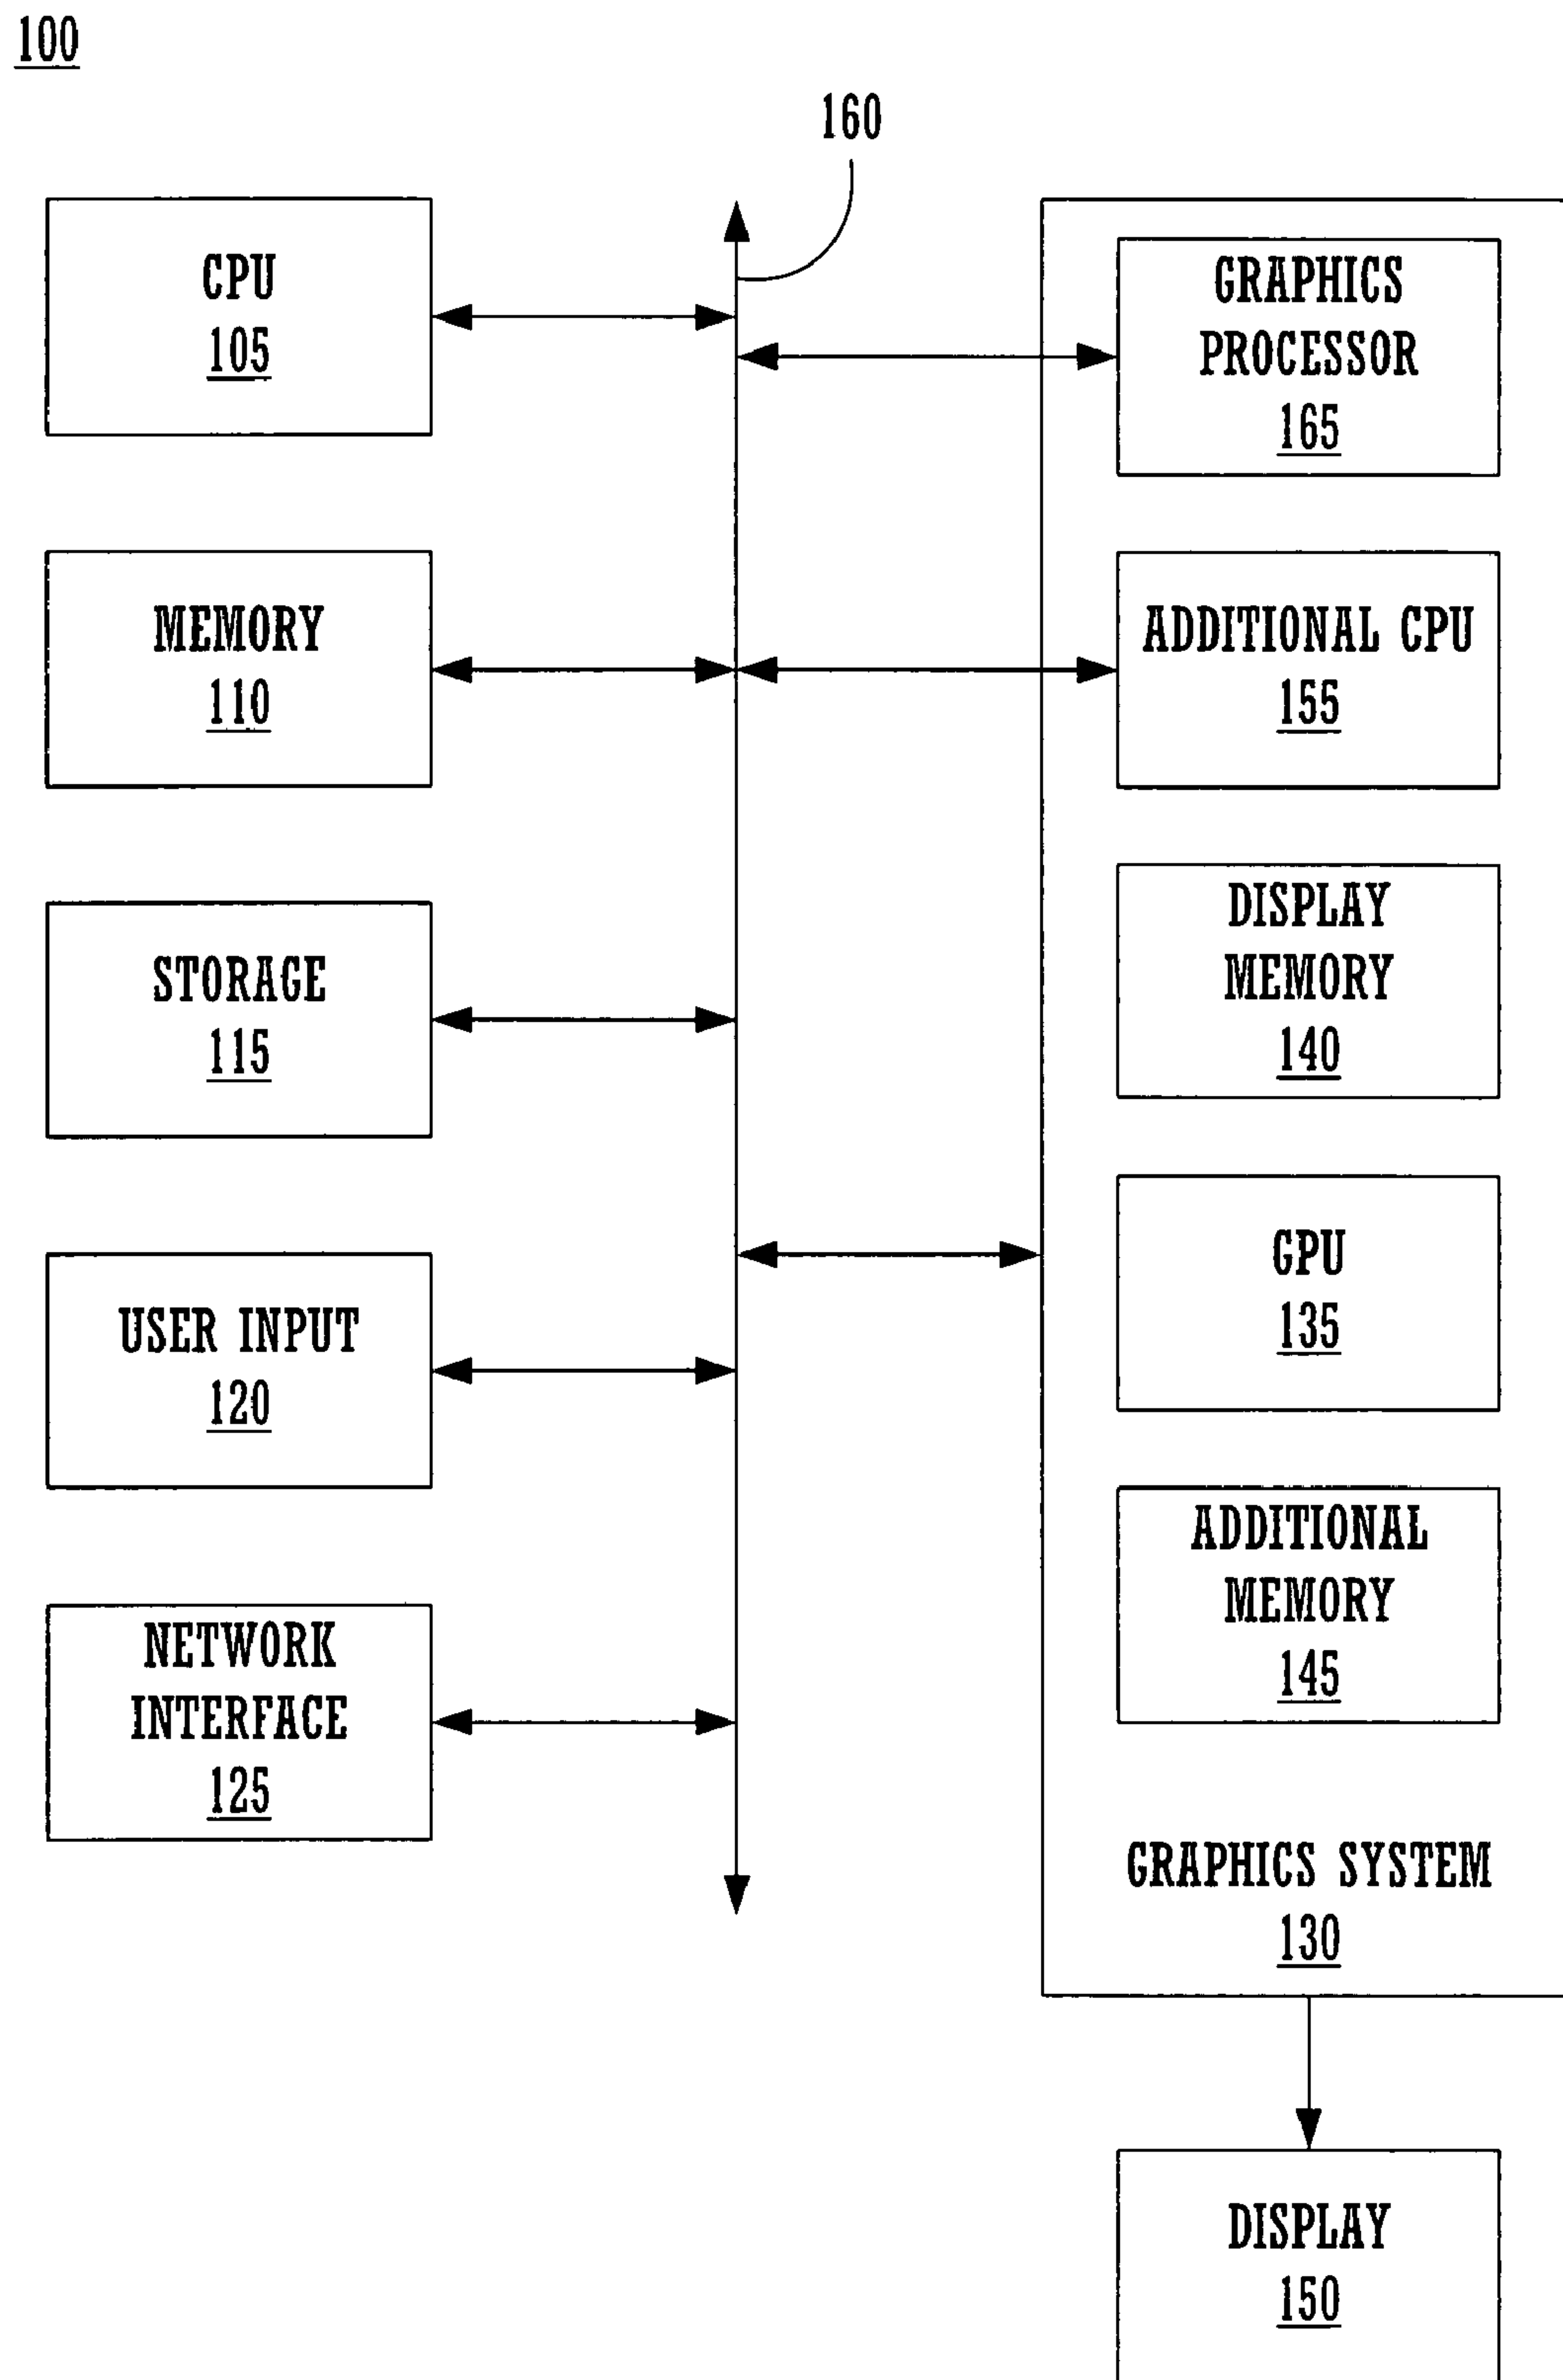 100
160
CPU
105
MEMORY
110
STORAGE
115
USER INPUT
120
NETWORK
INTERFACE
125
GRAPHICS
PROCESSOR
165
ADDITIONAL CPU
155
DISPLAY
MEMORY
140
GPU
135
ADDITIONAL
MEMORY
145
GRAPHICS SYSTEM
130
DISPLAY
150